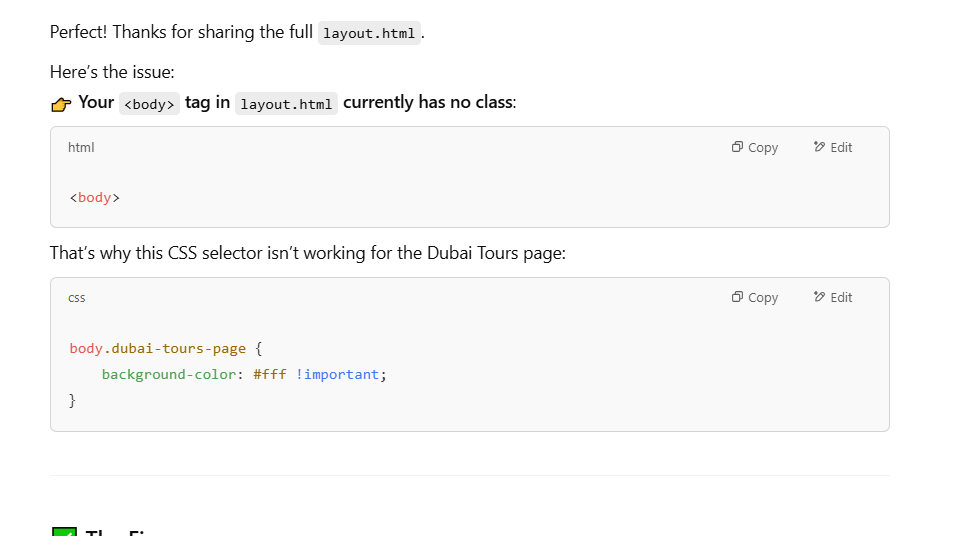 Perfect! Thanks for sharing the full layout.html.
Here's the issue:
👉 Your <body> tag in layout.html currently has no class:
html Copy Edit
<body>
That's why this CSS selector isn't working for the Dubai Tours page:
css Copy Edit
body.dubai-tours-page {
    background-color: #fff !important;
}